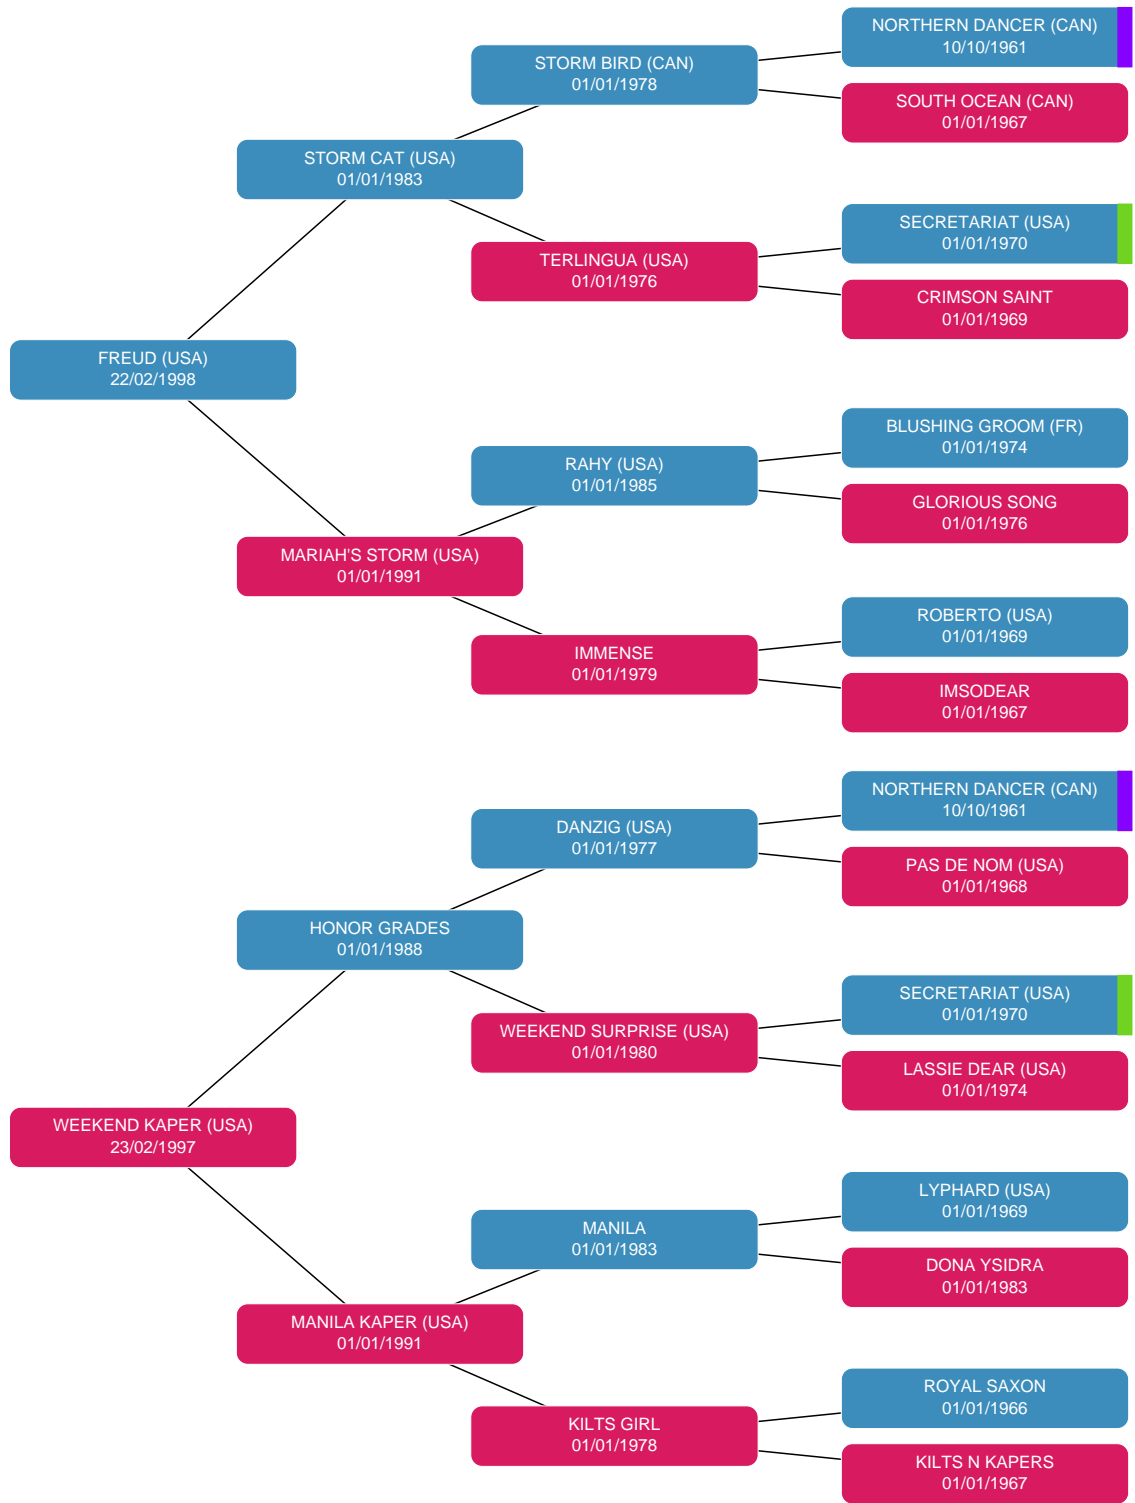 NORTHERN DANCER (CAN)
10/10/1961
STORM BIRD (CAN)
01/01/1978
SOUTH OCEAN (CAN)
01/01/1967
STORM CAT (USA)
01/01/1983
SECRETARIAT (USA)
01/01/1970
TERLINGUA (USA)
01/01/1976
CRIMSON SAINT
01/01/1969
FREUD (USA)
22/02/1998
BLUSHING GROOM (FR)
01/01/1974
RAHY (USA)
01/01/1985
GLORIOUS SONG
01/01/1976
MARIAH'S STORM (USA)
01/01/1991
ROBERTO (USA)
01/01/1969
IMMENSE
01/01/1979
IMSODEAR
01/01/1967
NORTHERN DANCER (CAN)
10/10/1961
DANZIG (USA)
01/01/1977
PAS DE NOM (USA)
01/01/1968
HONOR GRADES
01/01/1988
SECRETARIAT (USA)
01/01/1970
WEEKEND SURPRISE (USA)
01/01/1980
LASSIE DEAR (USA)
01/01/1974
WEEKEND KAPER (USA)
23/02/1997
LYPHARD (USA)
01/01/1969
MANILA
01/01/1983
DONA YSIDRA
01/01/1983
MANILA KAPER (USA)
01/01/1991
ROYAL SAXON
01/01/1966
KILTS GIRL
01/01/1978
KILTS N KAPERS
01/01/1967